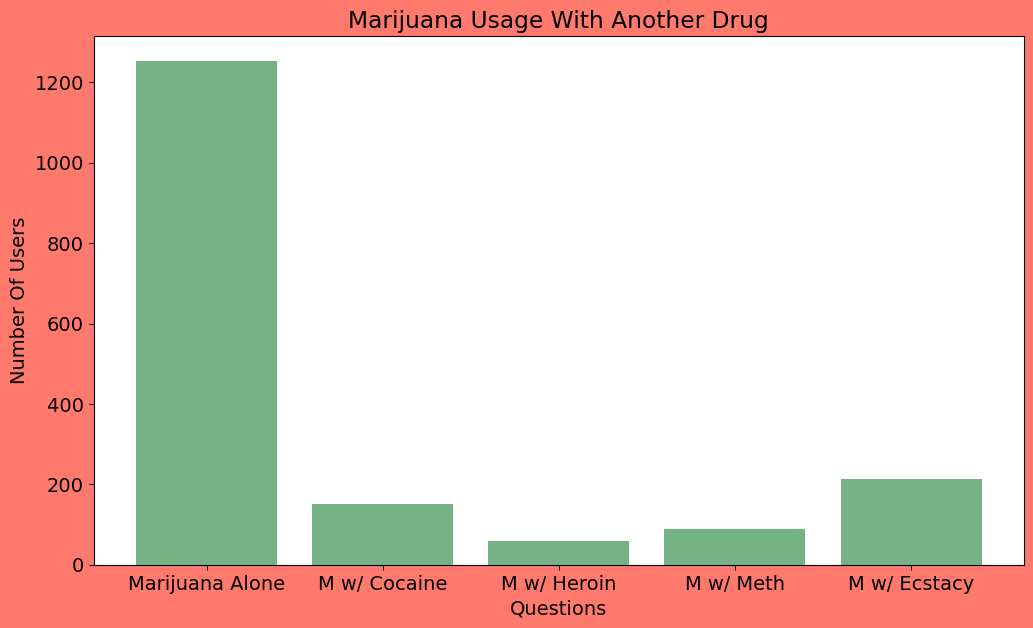 Marijuana Usage With Another Drug
Number Of Users
1200
1000
800
600
400
200
0
Marijuana Alone
M w/ Cocaine
M w/ Heroin
M w/ Meth
M w/ Ecstacy
Questions